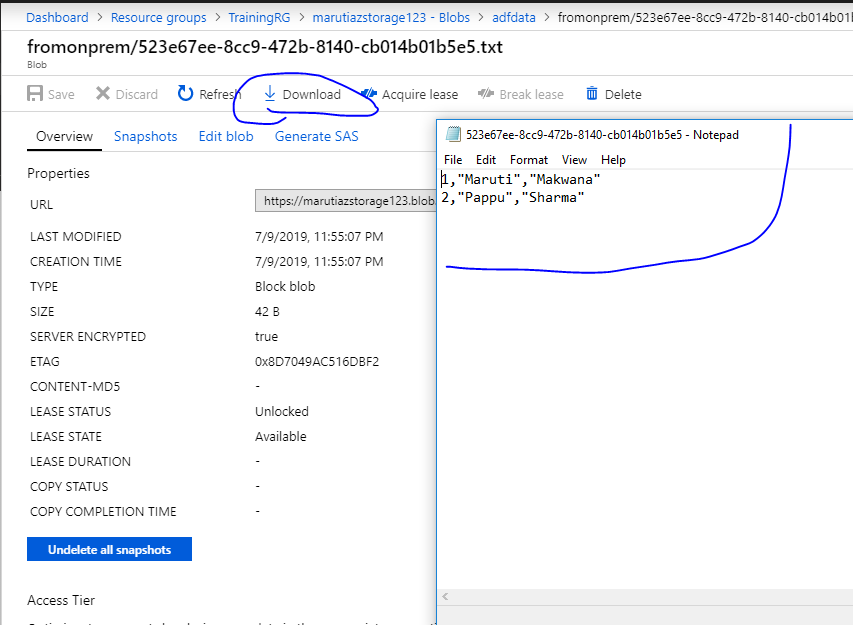 Dashboard > Resource groups > TrainingRG > marutiazstorage123 - Blobs > adfdata > fromonprem/523e67ee-8cc9-472b-8140-cb014b01
fromonprem/523e67ee-8cc9-472b-8140-cb014b01b5e5.txt
Blob
Save Discard Refresh Download Acquire lease Break lease Delete
Overview Snapshots Edit blob Generate SAS
Properties
URL https://marutiazstorage123.blob.
LAST MODIFIED 7/9/2019, 11:55:07 PM
CREATION TIME 7/9/2019, 11:55:07 PM
TYPE Block blob
SIZE 42 B
SERVER ENCRYPTED true
ETAG 0x8D7049AC516DBF2
CONTENT-MD5 -
LEASE STATUS Unlocked
LEASE STATE Available
LEASE DURATION -
COPY STATUS -
COPY COMPLETION TIME -
Undelete all snapshots
Access Tier
523e67ee-8cc9-472b-8140-cb014b01b5e5 - Notepad
File Edit Format View Help
1,"Maruti","Makwana"
2,"Pappu","Sharma"